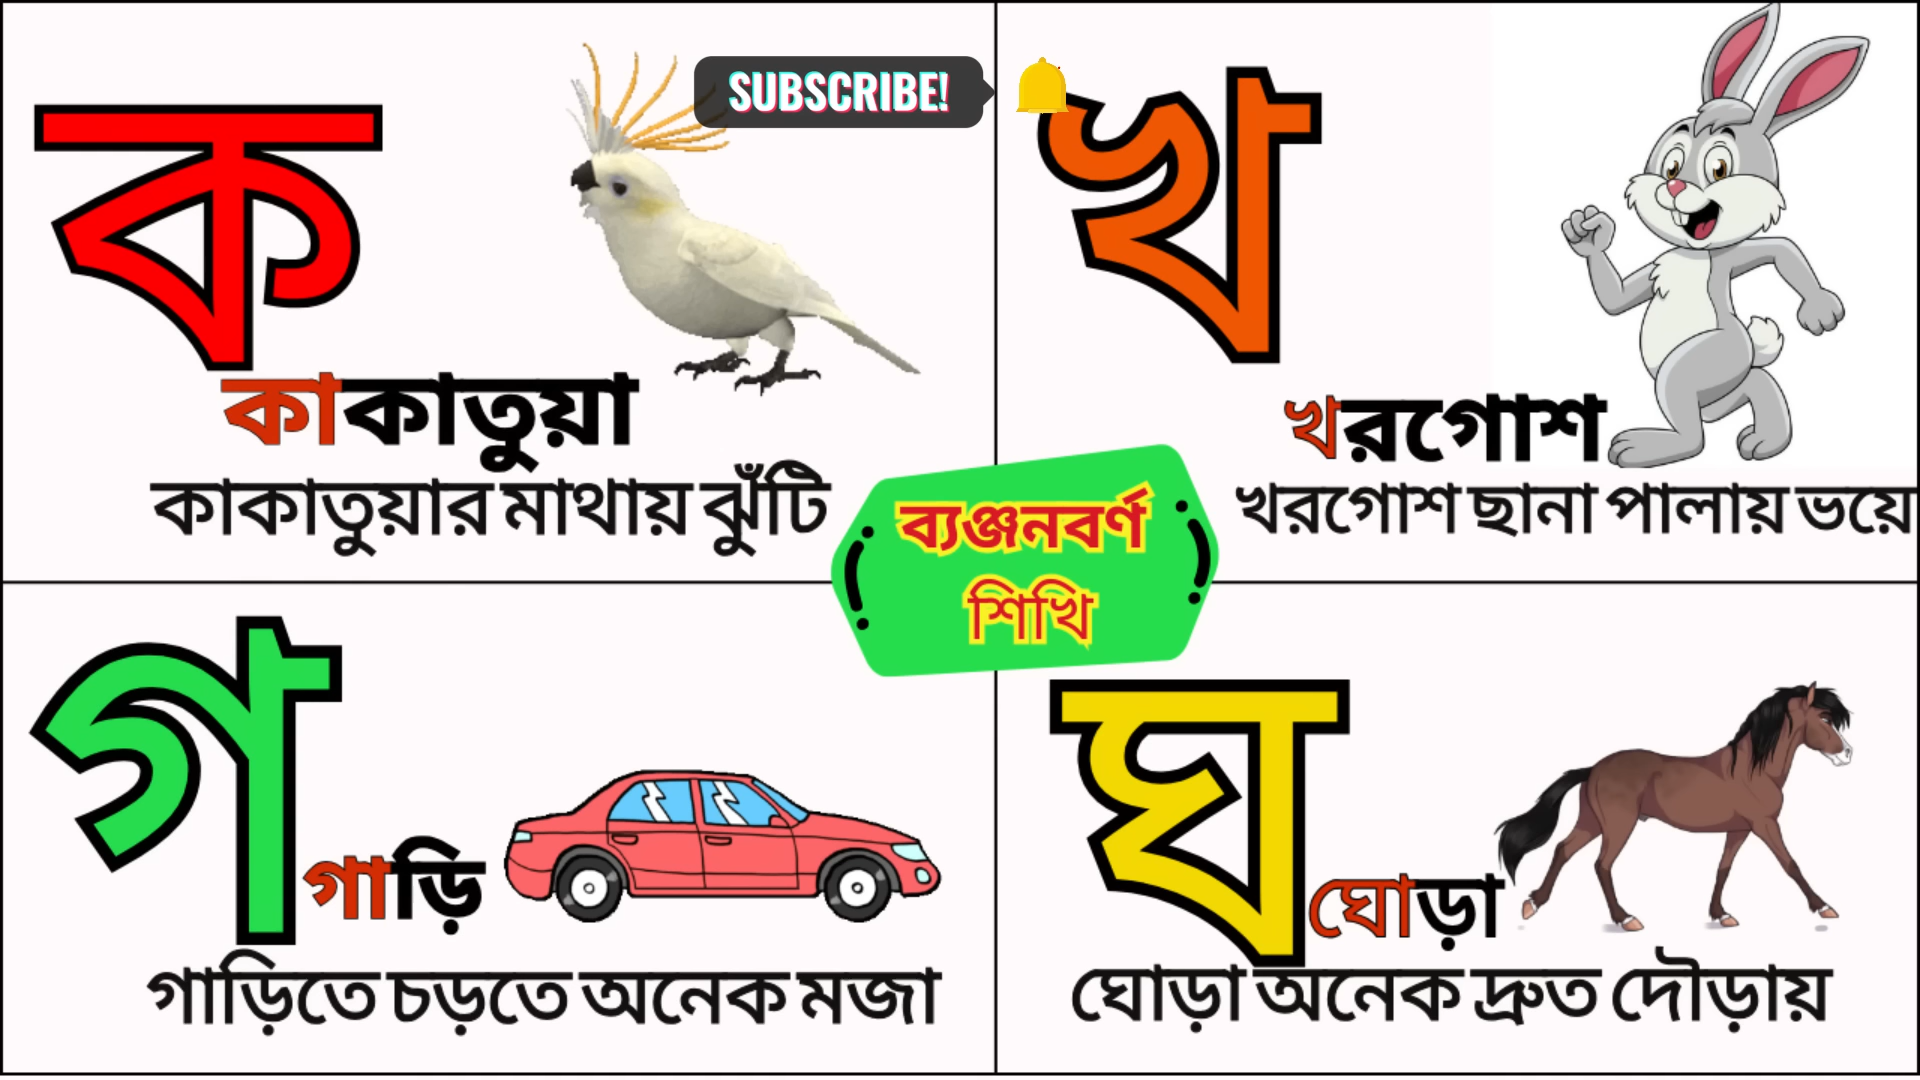 SUBSCRIBE!
ক
কাকাতুয়া
কাকাতুয়ার মাথায় ঝুঁটি
খ
খরগোশ
খরগোশ ছানা পালায় ভয়ে
ব্যঞ্জনবর্ণ
শিখি
গ
গাড়ি
গাড়িতে চড়তে অনেক মজা
ঘ
ঘোড়া
ঘোড়া অনেক দ্রুত দৌড়ায়